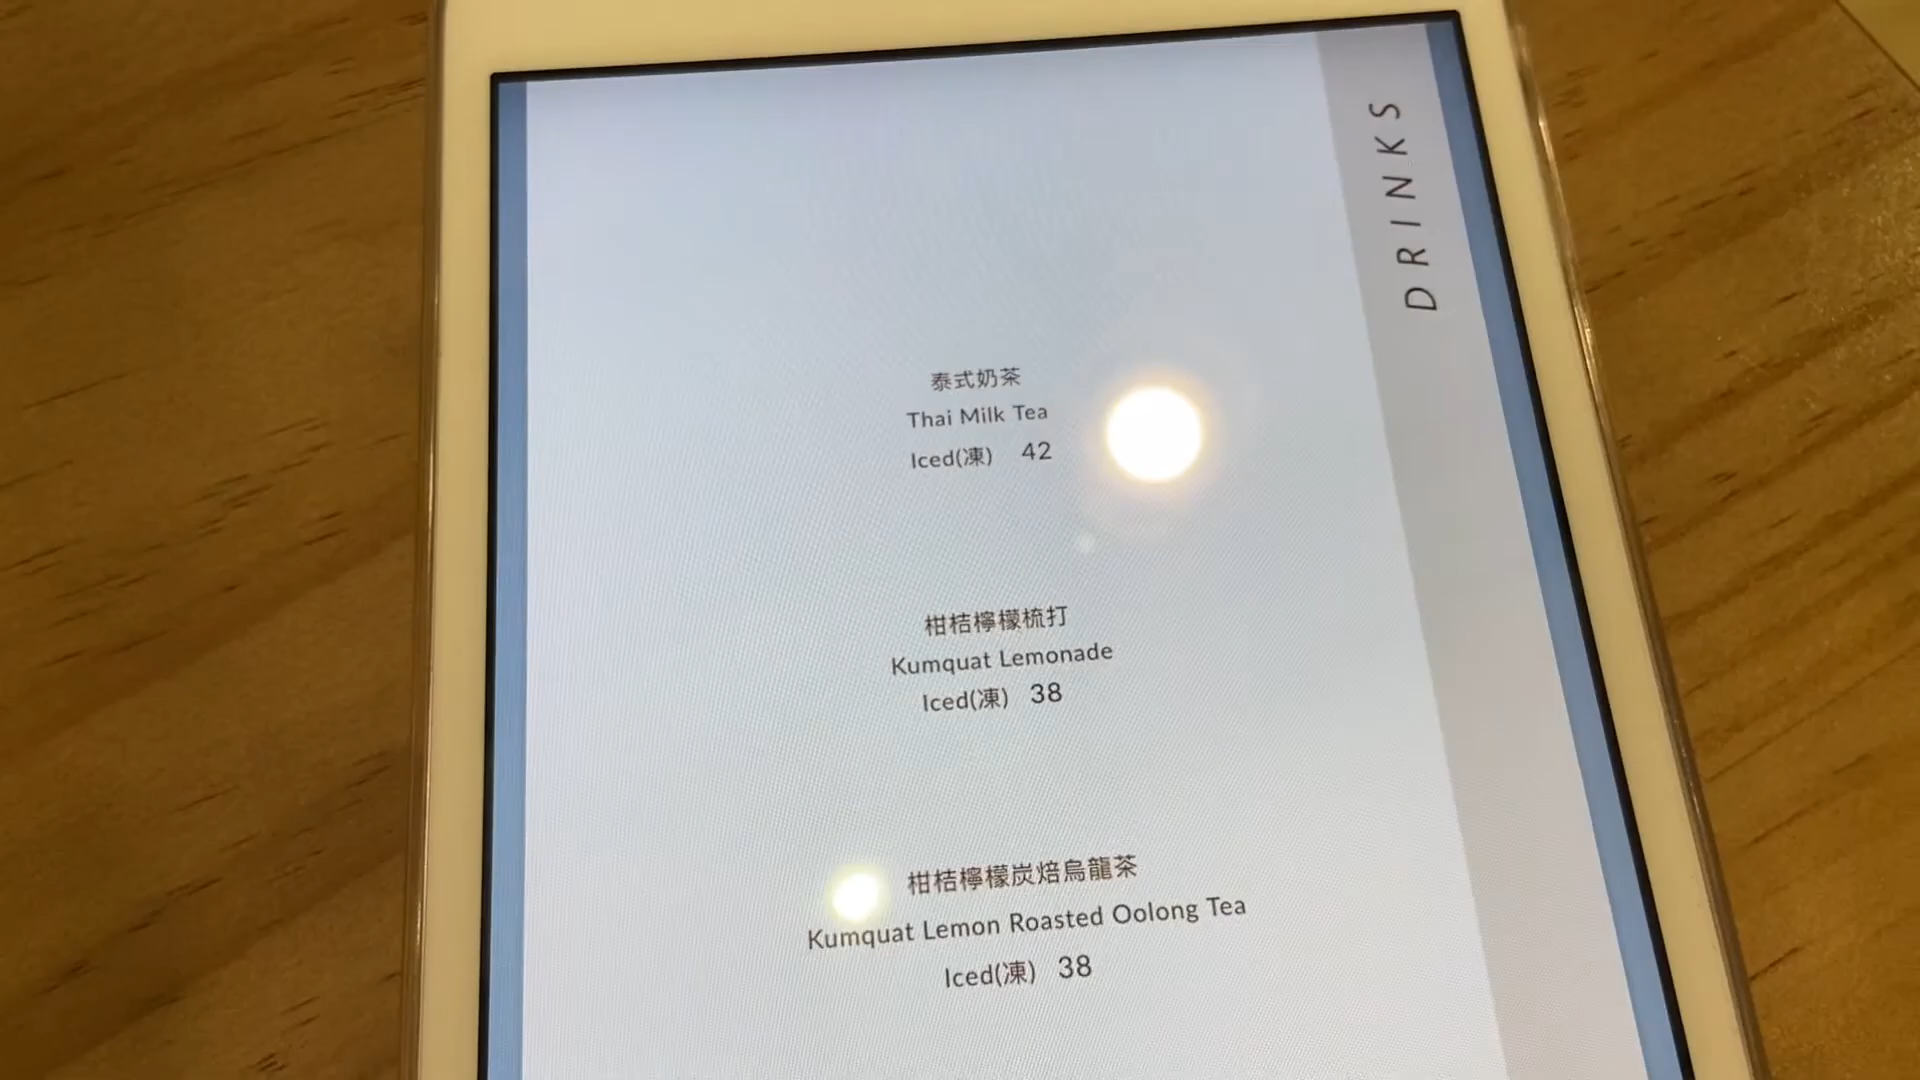 DRINKS
泰式奶茶
Thai Milk Tea
Iced(凍) 42
柑桔檸檬梳打
Kumquat Lemonade
Iced(凍) 38
柑桔檸檬炭焙烏龍茶
Kumquat Lemon Roasted Oolong Tea
Iced(凍) 38